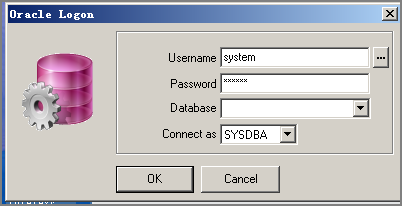 Oracle Logon
Username system
...
Password ******
Database
Connect as SYSDBA
OK Cancel